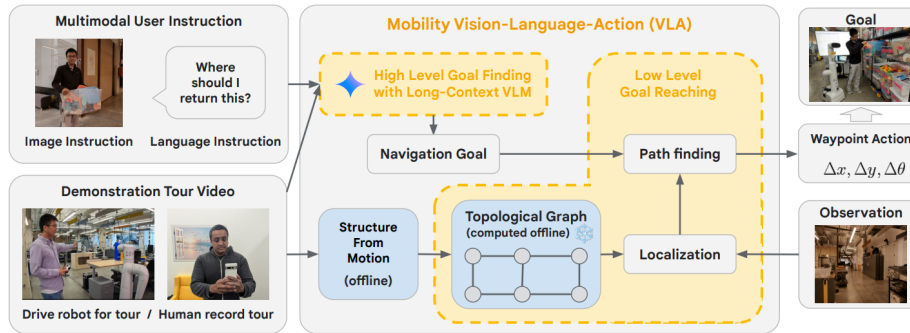 Multimodal User Instruction
Where
should I
return this?
Image Instruction
Language Instruction
Demonstration Tour Video
Drive robot for tour / Human record tour
Mobility Vision-Language-Action (VLA)
High Level Goal Finding
with Long-Context VLM
Low Level
Goal Reaching
Navigation Goal
Path finding
Structure
From
Motion
(offline)
Topological Graph
(computed offline)
Localization
Goal
Waypoint Action
Δx, Δy, Δθ
Observation